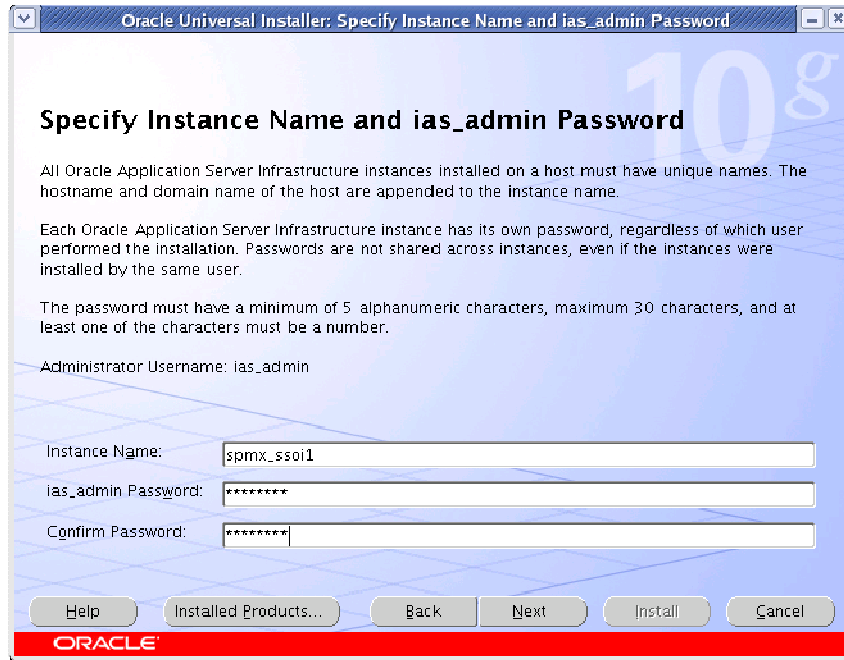 Oracle Universal Installer: Specify Instance Name and ias_admin Password
10g
Specify Instance Name and ias_admin Password
All Oracle Application Server Infrastructure instances installed on a host must have unique names. The
hostname and domain name of the host are appended to the instance name.
Each Oracle Application Server Infrastructure instance has its own password, regardless of which user
performed the installation. Passwords are not shared across instances, even if the instances were
installed by the same user.
The password must have a minimum of 5 alphanumeric characters, maximum 30 characters, and at
least one of the characters must be a number.
Administrator Username: ias_admin
Instance Name: spmx_ssoi1
ias_admin Password: ********
Confirm Password: ********
Help Installed Products... Back Next Install Cancel
ORACLE